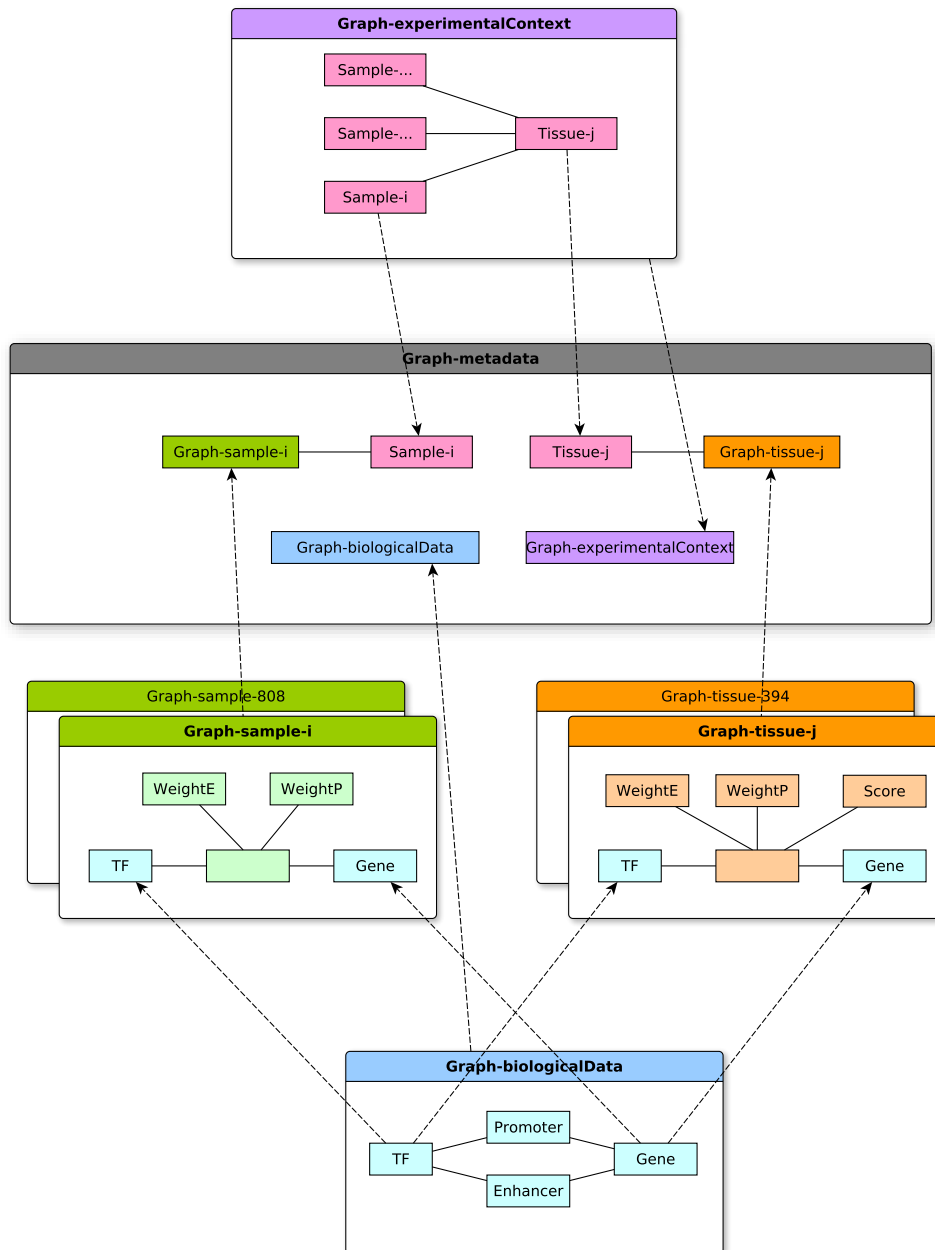 Graph-experimentalContext
Sample-...
Sample-...
Tissue-j
Sample-i
Graph-metadata
Graph-sample-i
Sample-i
Tissue-j
Graph-tissue-j
Graph-biologicalData
Graph-experimentalContext
Graph-sample-808
Graph-sample-i
WeightE
WeightP
TF
Gene
Graph-tissue-394
Graph-tissue-j
WeightE
WeightP
Score
TF
Gene
Graph-biologicalData
Promoter
TF
Gene
Enhancer